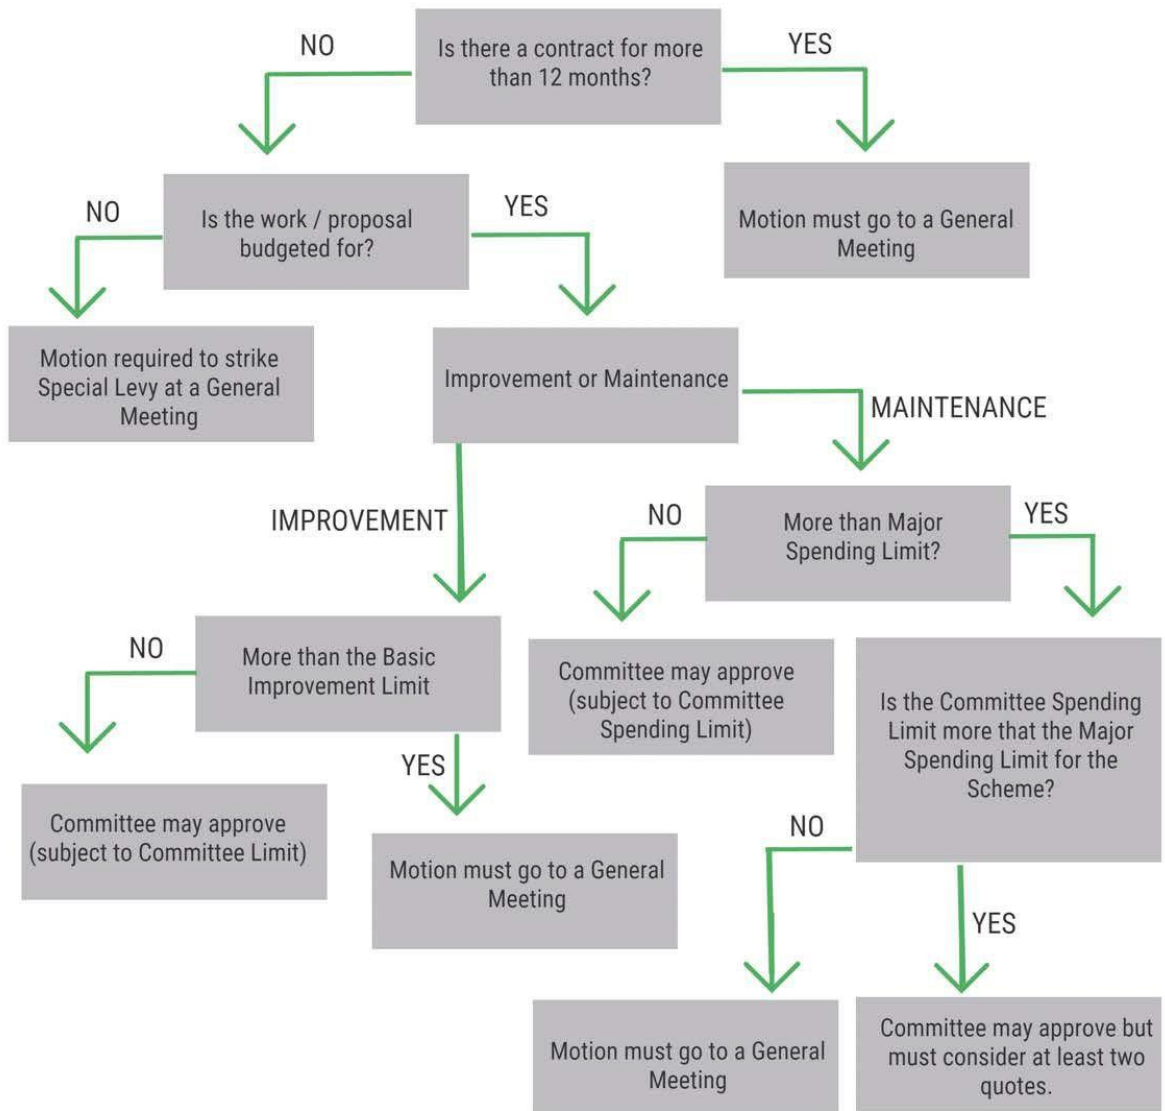 NO
Is there a contract for more
than 12 months?
YES
NO
Is the work / proposal
budgeted for?
YES
Motion must go to a General
Meeting
Motion required to strike
Special Levy at a General
Meeting
Improvement or Maintenance
MAINTENANCE
IMPROVEMENT
NO
More than Major
Spending Limit?
YES
NO
More than the Basic
Improvement Limit
Committee may approve
(subject to Committee
Spending Limit)
Is the Committee Spending
Limit more that the Major
Spending Limit for the
Scheme?
YES
Committee may approve
(subject to Committee Limit)
Motion must go to a General
Meeting
NO
YES
Motion must go to a General
Meeting
Committee may approve but
must consider at least two
quotes.